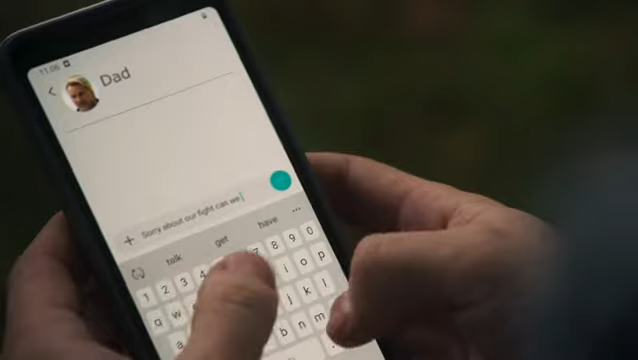 11:06
Dad
Sorry about our fight can we
talk get have
1 2 3 4 7 8 9 0
q w i o p
a j k l
b n m